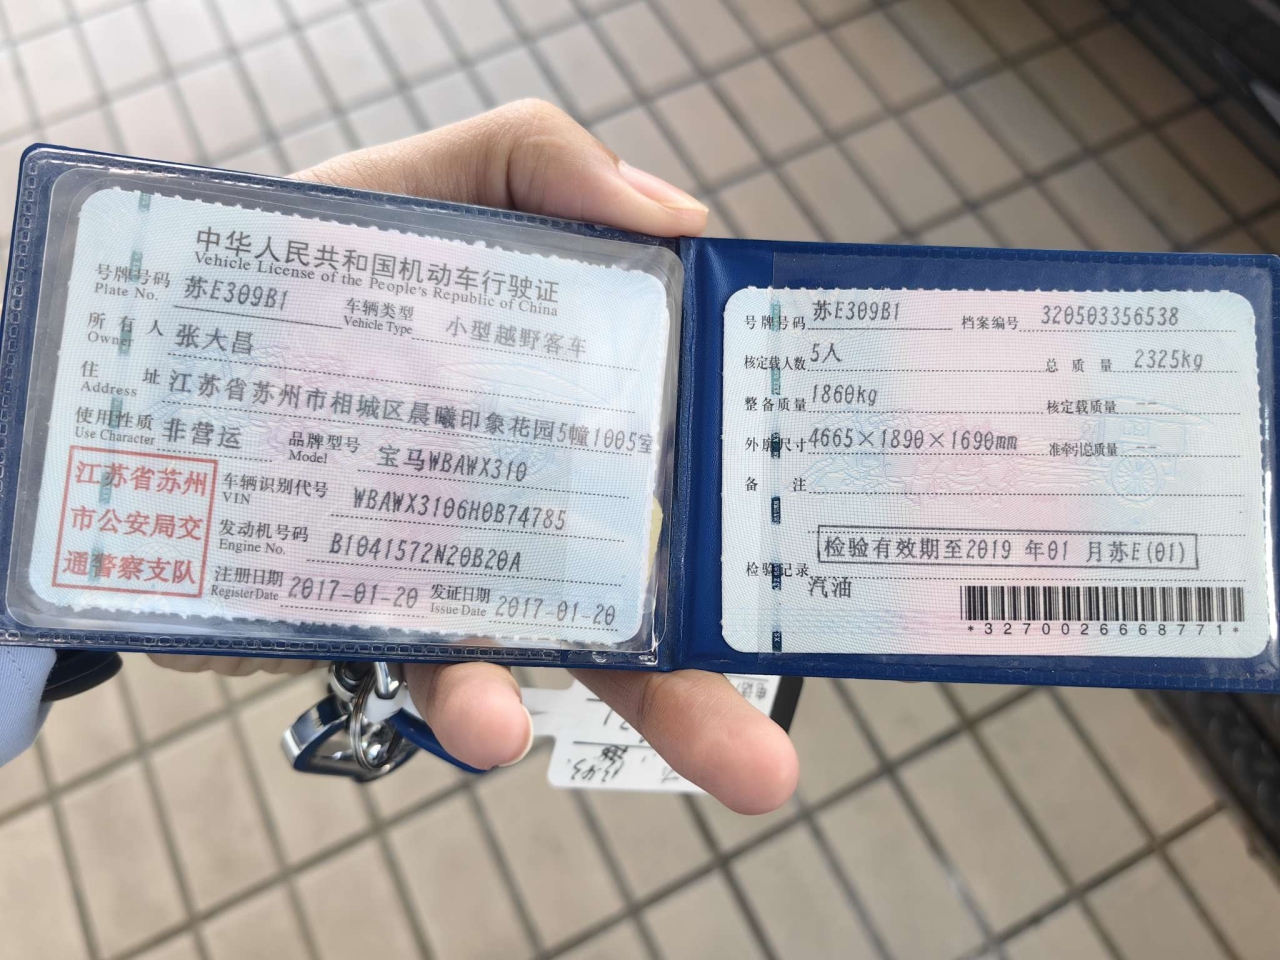 中华人民共和国机动车行驶证
Vehicle License of the People's Republic of China
号牌号码 苏E309B1 车辆类型 小型越野客车
Plate No. Vehicle Type
所有人 张大昌
Owner
住址 江苏省苏州市相城区晨曦印象花园5幢1005室
Address
使用性质 非营运 品牌型号 宝马WBAWX310
Use Character Model
江苏省苏州
市公安局交
通警察支队
车辆识别代号 WBAWX3106H0B74785
VIN
发动机号码 B1041572N20B20A
Engine No.
注册日期 2017-01-20 发证日期 2017-01-20
Register Date Issue Date
号牌号码 苏E309B1 档案编号 320503356538
核定载人数 5人 总质量 2325kg
整备质量 1860kg 核定载质量 --
外廓尺寸 4665×1890×1690mm 准牵引总质量 --
备注
检验有效期至2019 年01 月苏E(01)
检验记录
汽油
*3270026668771*